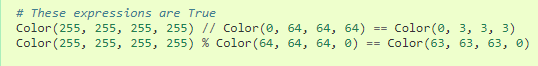 # These expressions are True
Color(255, 255, 255, 255) // Color(0, 64, 64, 64) == Color(0, 3, 3, 3)
Color(255, 255, 255, 255) % Color(64, 64, 64, 0) == Color(63, 63, 63, 0)